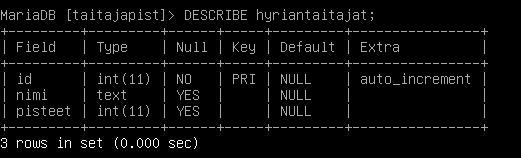 MariaDB [taitajapist]> DESCRIBE hyriantaitajat;
+----------+---------+------+-----+---------+----------------+
| Field    | Type    | Null | Key | Default | Extra          |
+----------+---------+------+-----+---------+----------------+
| id       | int(11) | NO   | PRI | NULL    | auto_increment |
| nimi     | text    | YES  |     | NULL    |                |
| pisteet  | int(11) | YES  |     | NULL    |                |
+----------+---------+------+-----+---------+----------------+
3 rows in set (0.000 sec)